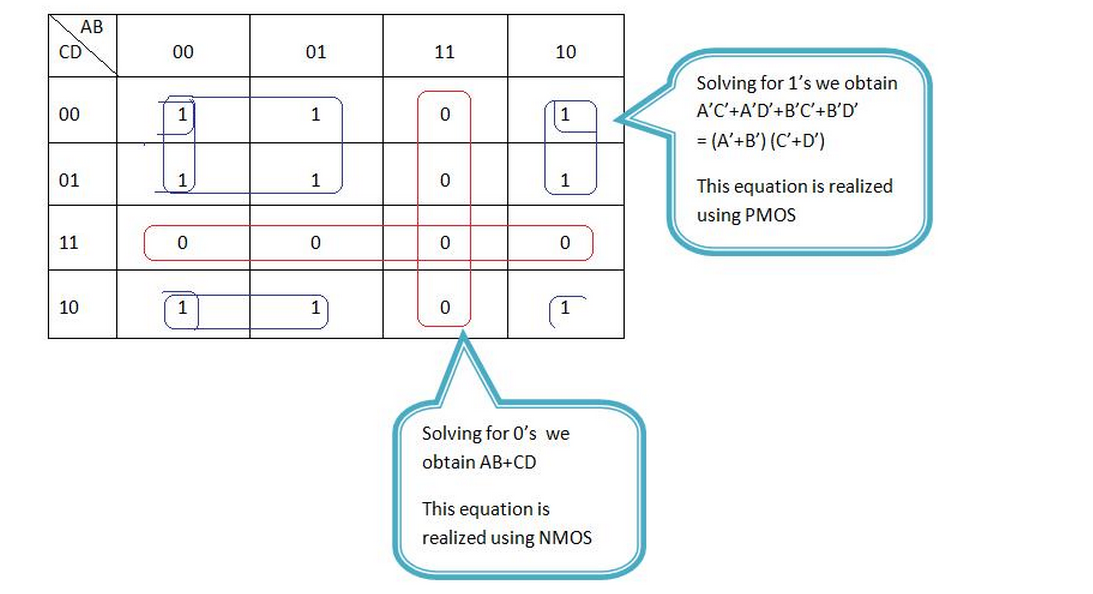 AB
CD 00 01 11 10
00 1 1 0 1
01 1 1 0 1
11 0 0 0 0
10 1 1 0 1
Solving for 1's we obtain
A'C'+A'D'+B'C'+B'D'
= (A'+B') (C'+D')
This equation is realized
using PMOS
Solving for 0's we
obtain AB+CD
This equation is
realized using NMOS